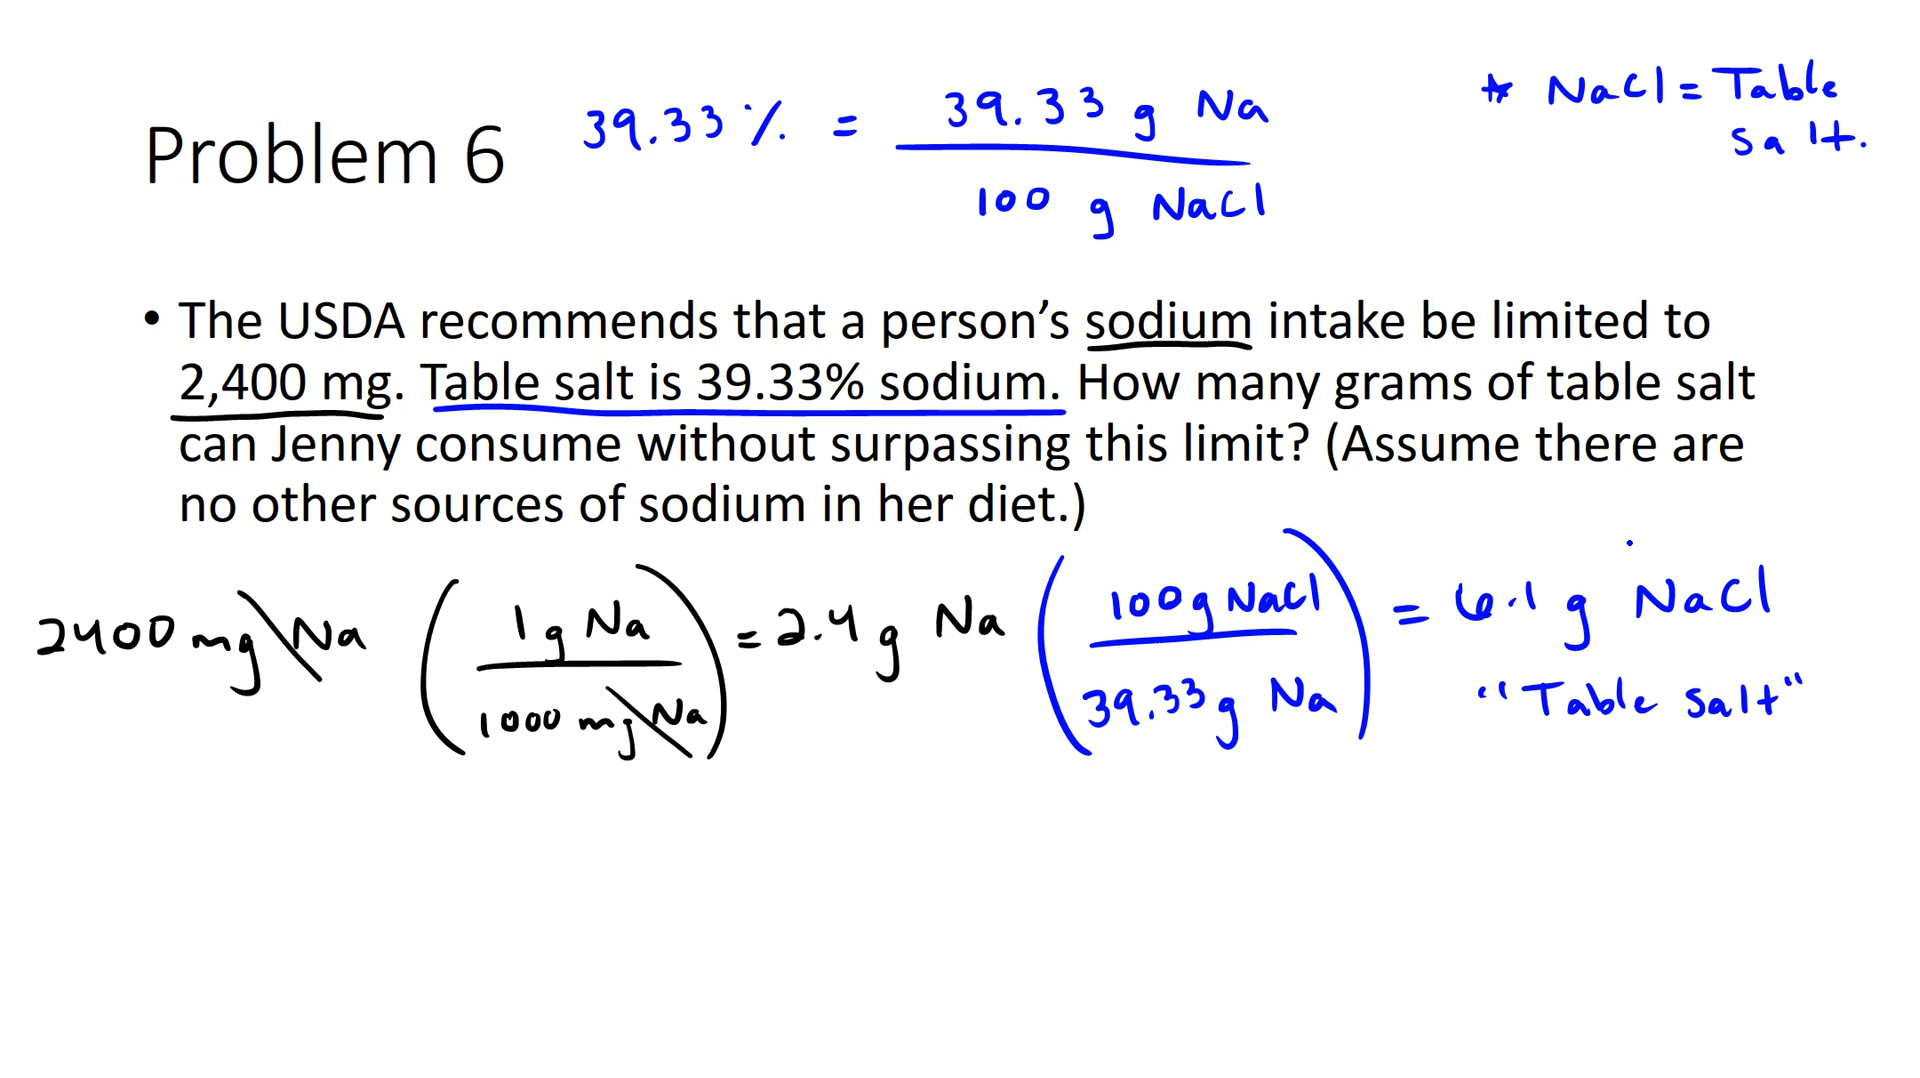 * NaCl = Table
salt.
Problem 6
39.33 % = 39.33 g Na
100 g NaCl
• The USDA recommends that a person’s sodium intake be limited to
2,400 mg. Table salt is 39.33% sodium. How many grams of table salt
can Jenny consume without surpassing this limit? (Assume there are
no other sources of sodium in her diet.)
2400 mg Na ( 1 g Na ) = 2.4 g Na ( 100 g NaCl ) = 6.1 g NaCl
1000 mg Na 39.33 g Na "Table salt"